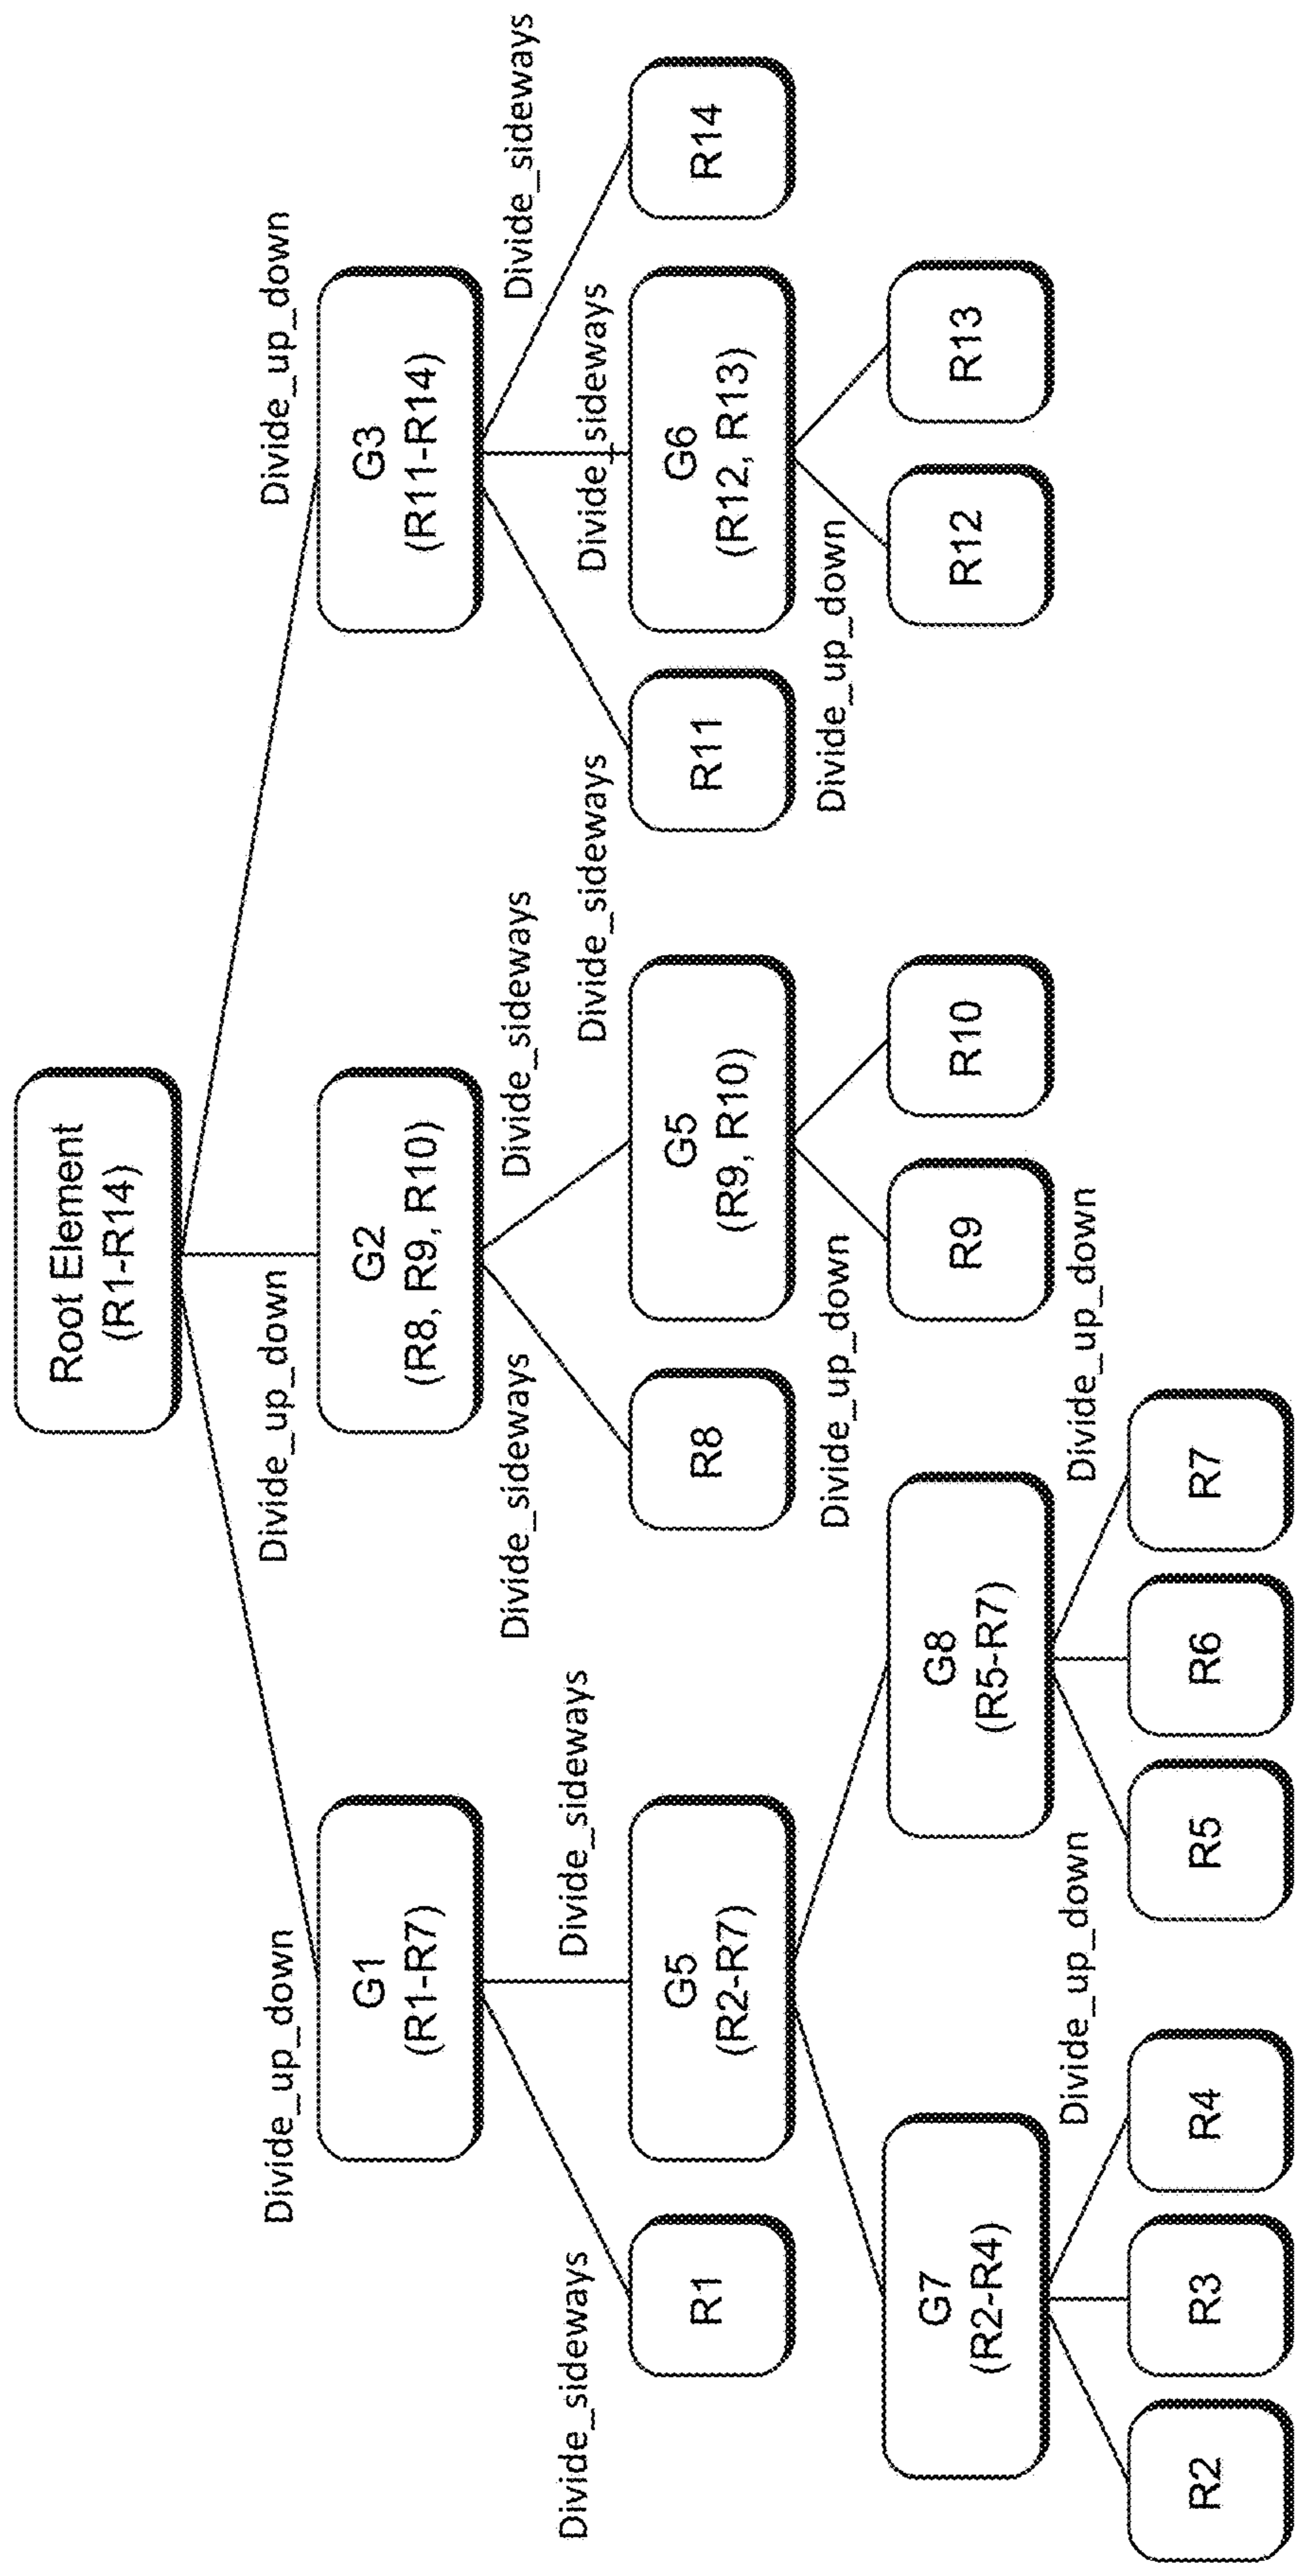 Root Element
(R1-R14)
Divide_up_down
Divide_up_down
Divide_up_down
G1
(R1-R7)
G2
(R8, R9, R10)
G3
(R11-R14)
Divide_sideways
Divide_sideways
Divide_sideways
Divide_sideways
Divide_sideways
Divide_sideways
Divide_sideways
R1
G5
(R2-R7)
R8
G5
(R9, R10)
R11
G6
(R12, R13)
R14
Divide_up_down
Divide_up_down
G7
(R2-R4)
G8
(R5-R7)
R9
R10
R12
R13
Divide_up_down
Divide_up_down
R2
R3
R4
R5
R6
R7